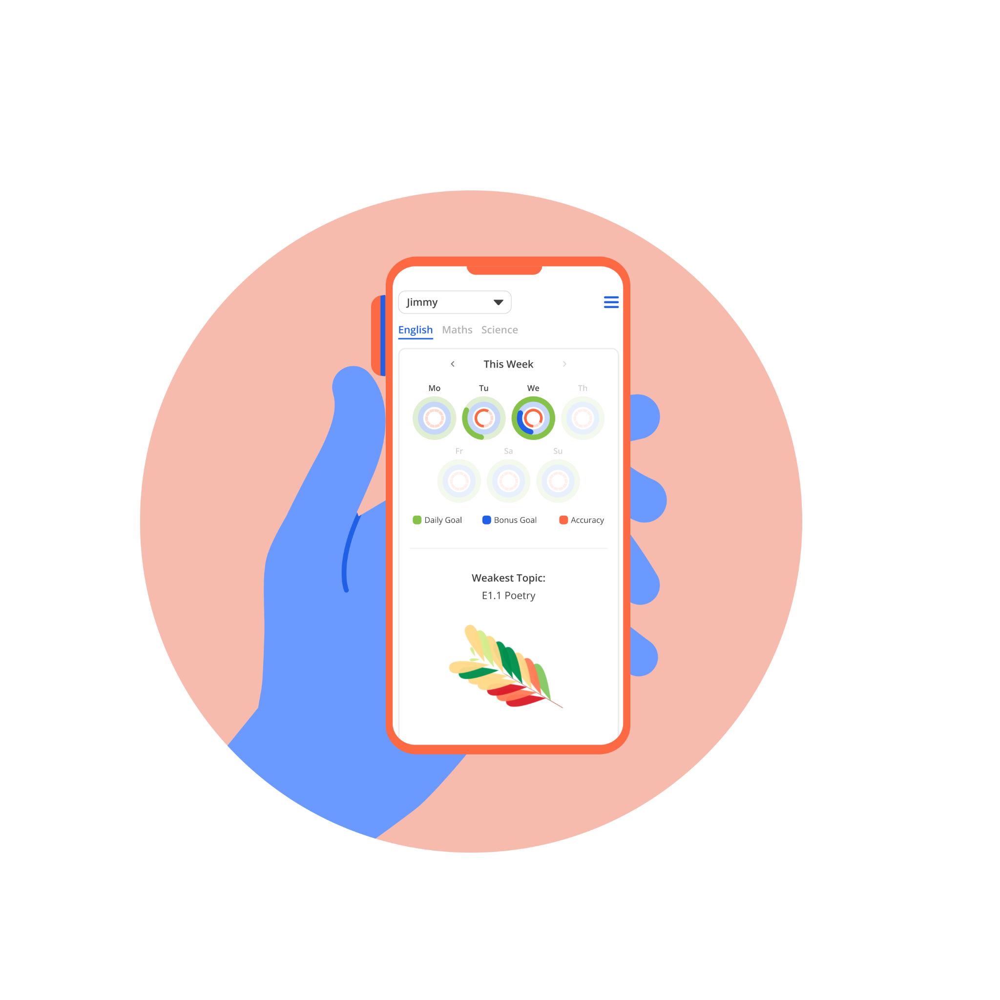 Jimmy
English Maths Science
This Week
Mo Tu We Th
Fr Sa Su
Daily Goal Bonus Goal Accuracy
Weakest Topic:
E1.1 Poetry